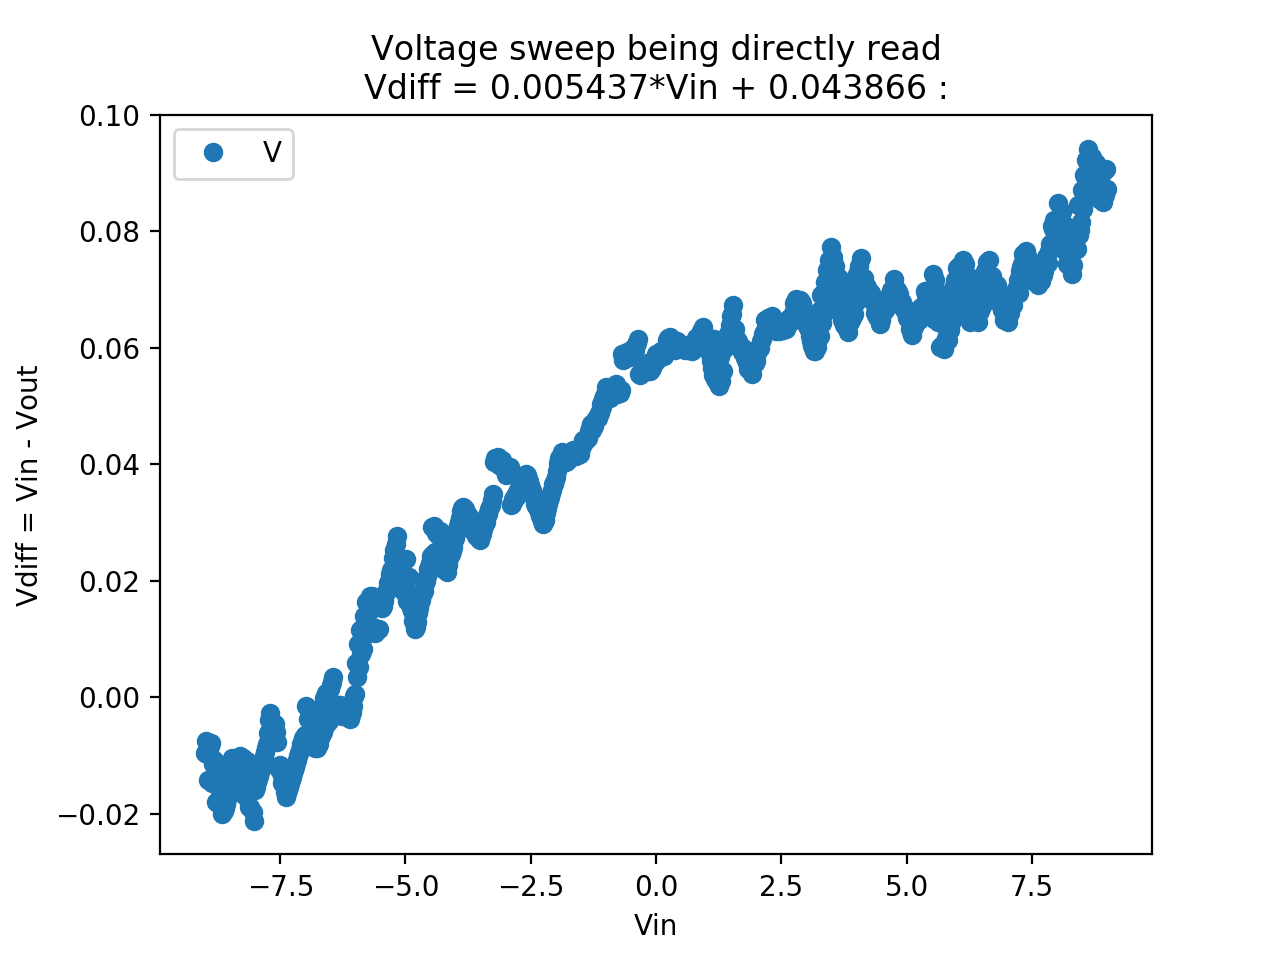 Voltage sweep being directly read
Vdiff = 0.005437*Vin + 0.043866 :
V
0.10
0.08
0.06
0.04
0.02
0.00
−0.02
Vdiff = Vin - Vout
−7.5
−5.0
−2.5
0.0
2.5
5.0
7.5
Vin